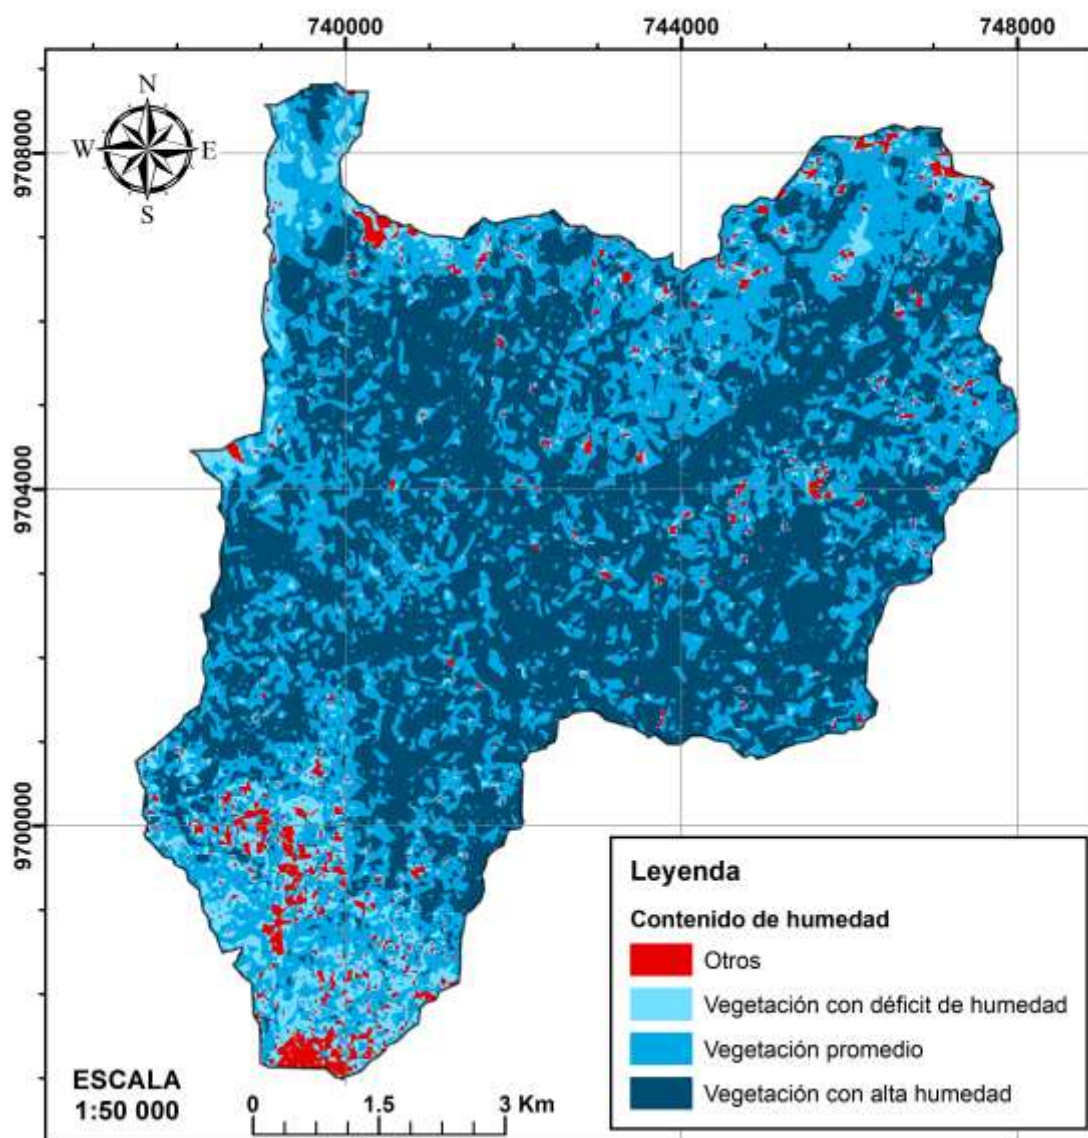 740000 744000 748000
N
W E
S
9708000
9704000
9700000
Leyenda
Contenido de humedad
Otros
Vegetación con déficit de humedad
Vegetación promedio
Vegetación con alta humedad
ESCALA
1:50 000
0 1.5 3 Km